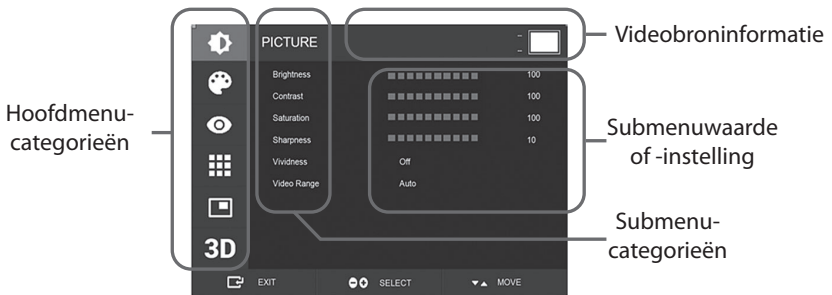 Videobroninformatie
PICTURE
Brightness 100
Contrast 100
Saturation 100
Sharpness 10
Vividness Off
Video Range Auto
3D
EXIT SELECT MOVE
Hoofdmenu-
categorieën
Submenuwaarde
of -instelling
Submenu-
categorieën